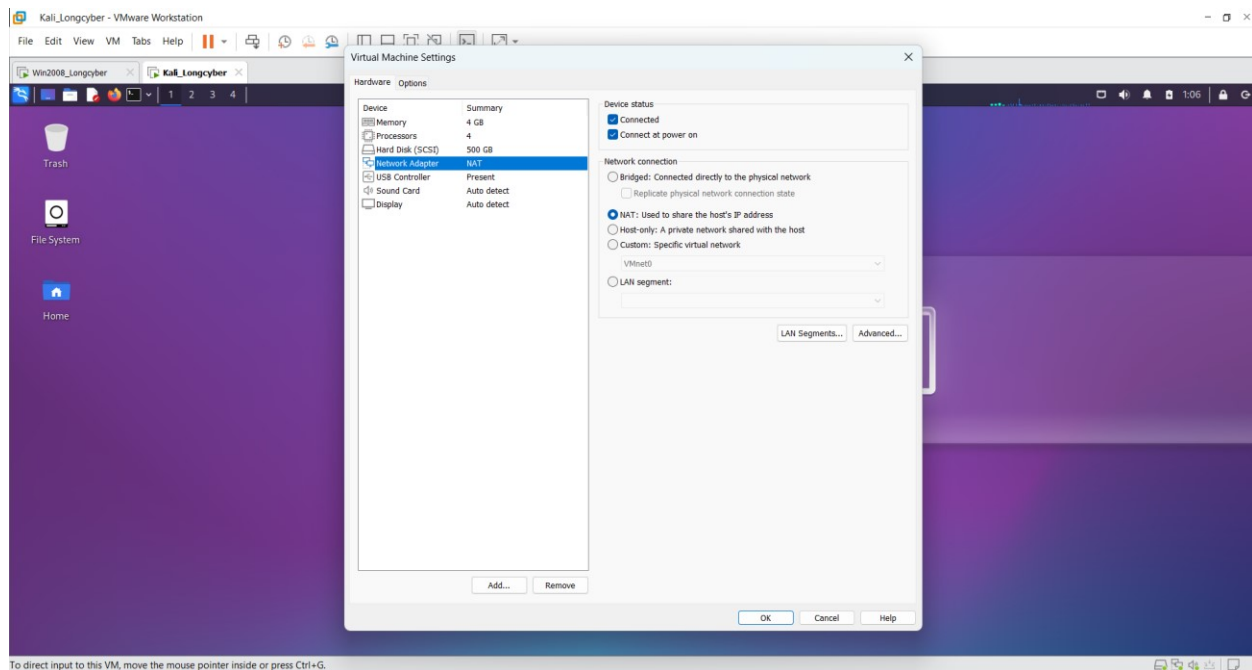 Kali_Longcyber - VMware Workstation
File Edit View VM Tabs Help
Win2008_Longcyber
Kali_Longcyber
1 2 3 4
1:06
Trash
File System
Home
Virtual Machine Settings
Hardware Options
Device Summary
Memory 4 GB
Processors 4
Hard Disk (SCSI) 500 GB
Network Adapter NAT
USB Controller Present
Sound Card Auto detect
Display Auto detect
Add... Remove
Device status
Connected
Connect at power on
Network connection
Bridged: Connected directly to the physical network
Replicate physical network connection state
NAT: Used to share the host's IP address
Host-only: A private network shared with the host
Custom: Specific virtual network
VMnet0
LAN segment:
LAN Segments... Advanced...
OK Cancel Help
To direct input to this VM, move the mouse pointer inside or press Ctrl+G.